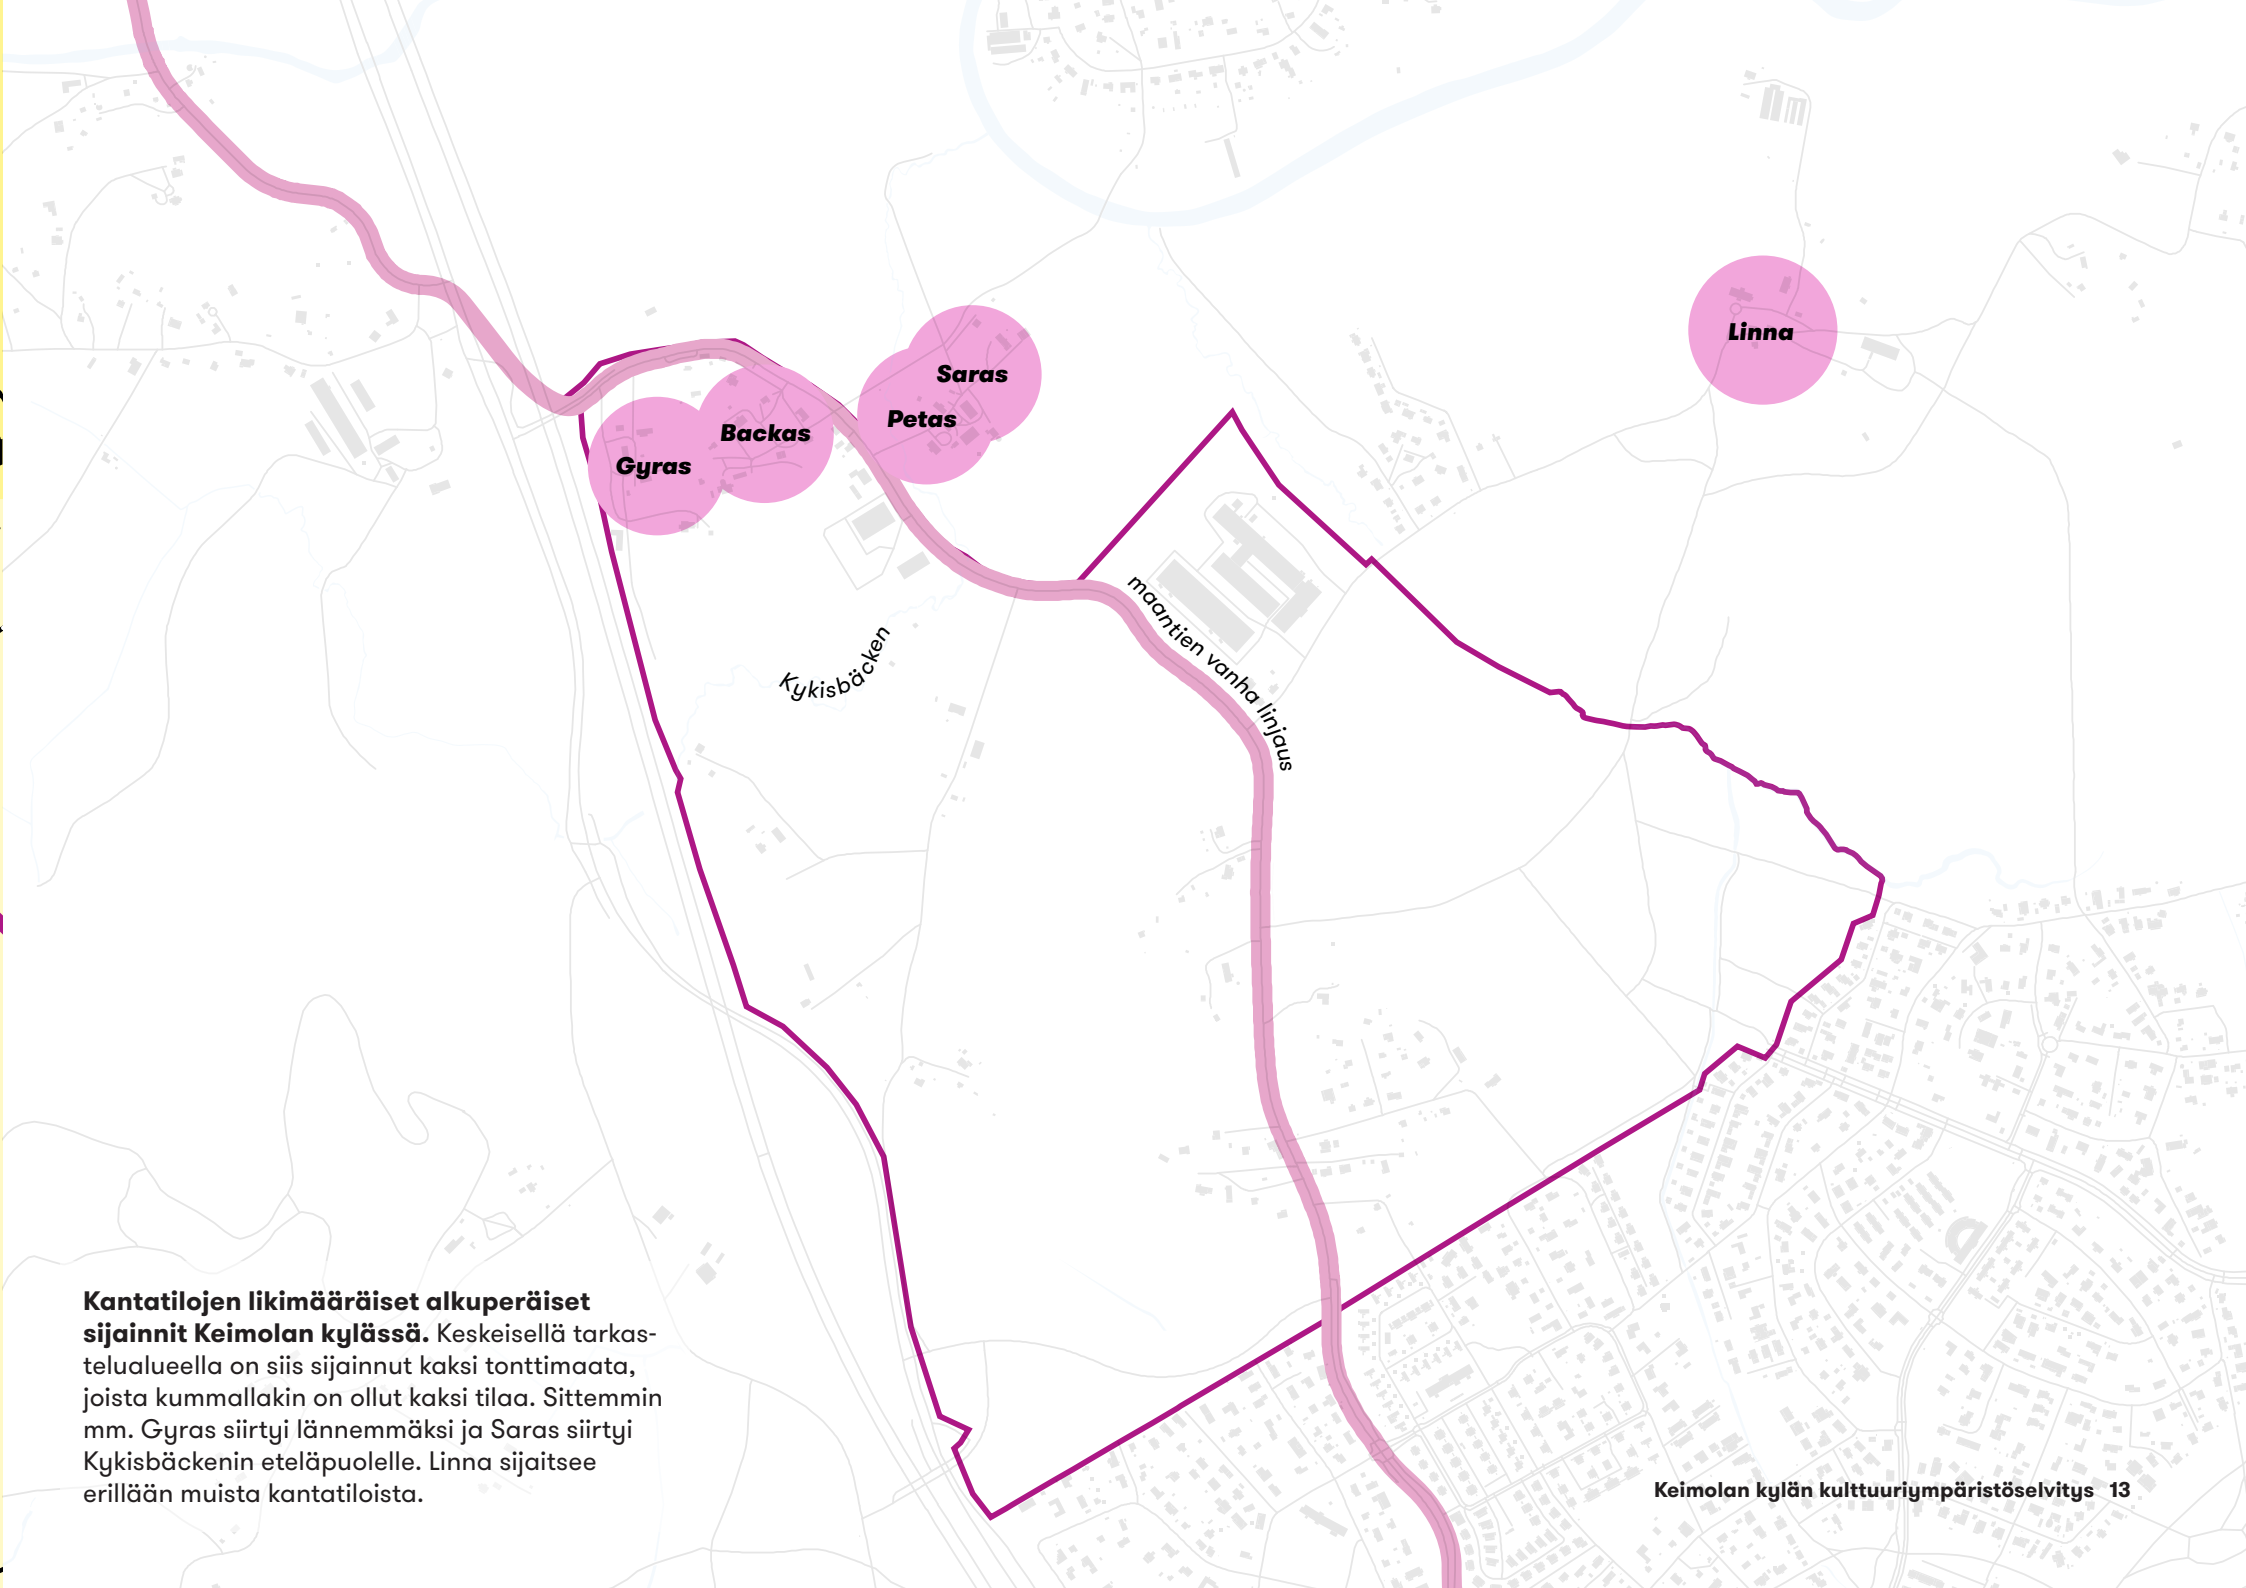 Linna
Saras
Petas
Backas
Gyras
maantien vanha linjaus
Kykisbäcken
Kantatilojen likimääräiset alkuperäiset
sijainnit Keimolan kylässä. Keskeisellä tarkas-
telualueella on siis sijainnut kaksi tonttimaata,
joista kummallakin on ollut kaksi tilaa. Sittemmin
mm. Gyras siirtyi lännemmäksi ja Saras siirtyi
Kykisbäckenin eteläpuolelle. Linna sijaitsee
erillään muista kantatiloista.
Keimolan kylän kulttuuriympäristöselvitys 13